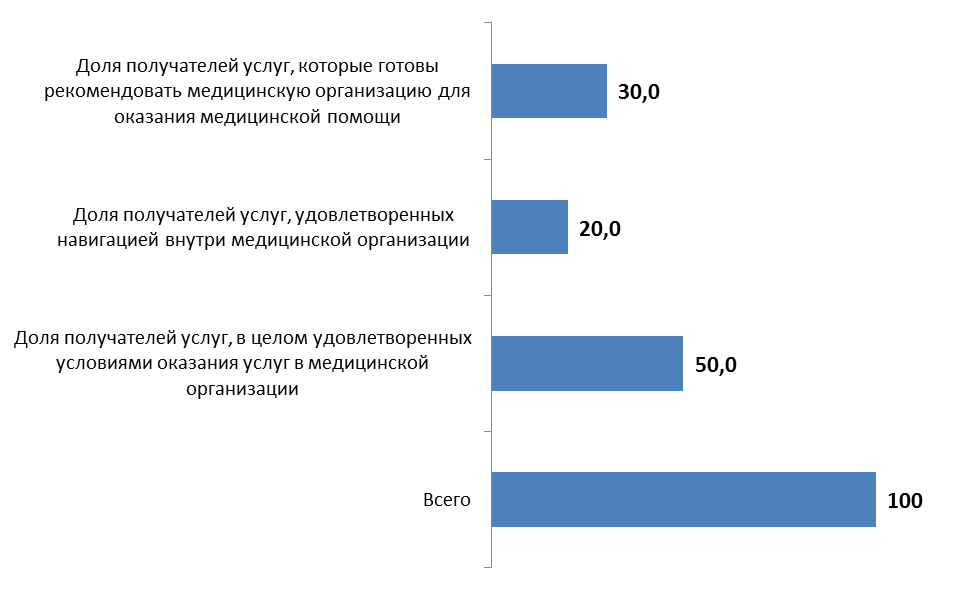 Доля получателей услуг, которые готовы
рекомендовать медицинскую организацию для
оказания медицинской помощи
30,0
Доля получателей услуг, удовлетворенных
навигацией внутри медицинской организации
20,0
Доля получателей услуг, в целом удовлетворенных
условиями оказания услуг в медицинской
организации
50,0
Всего
100